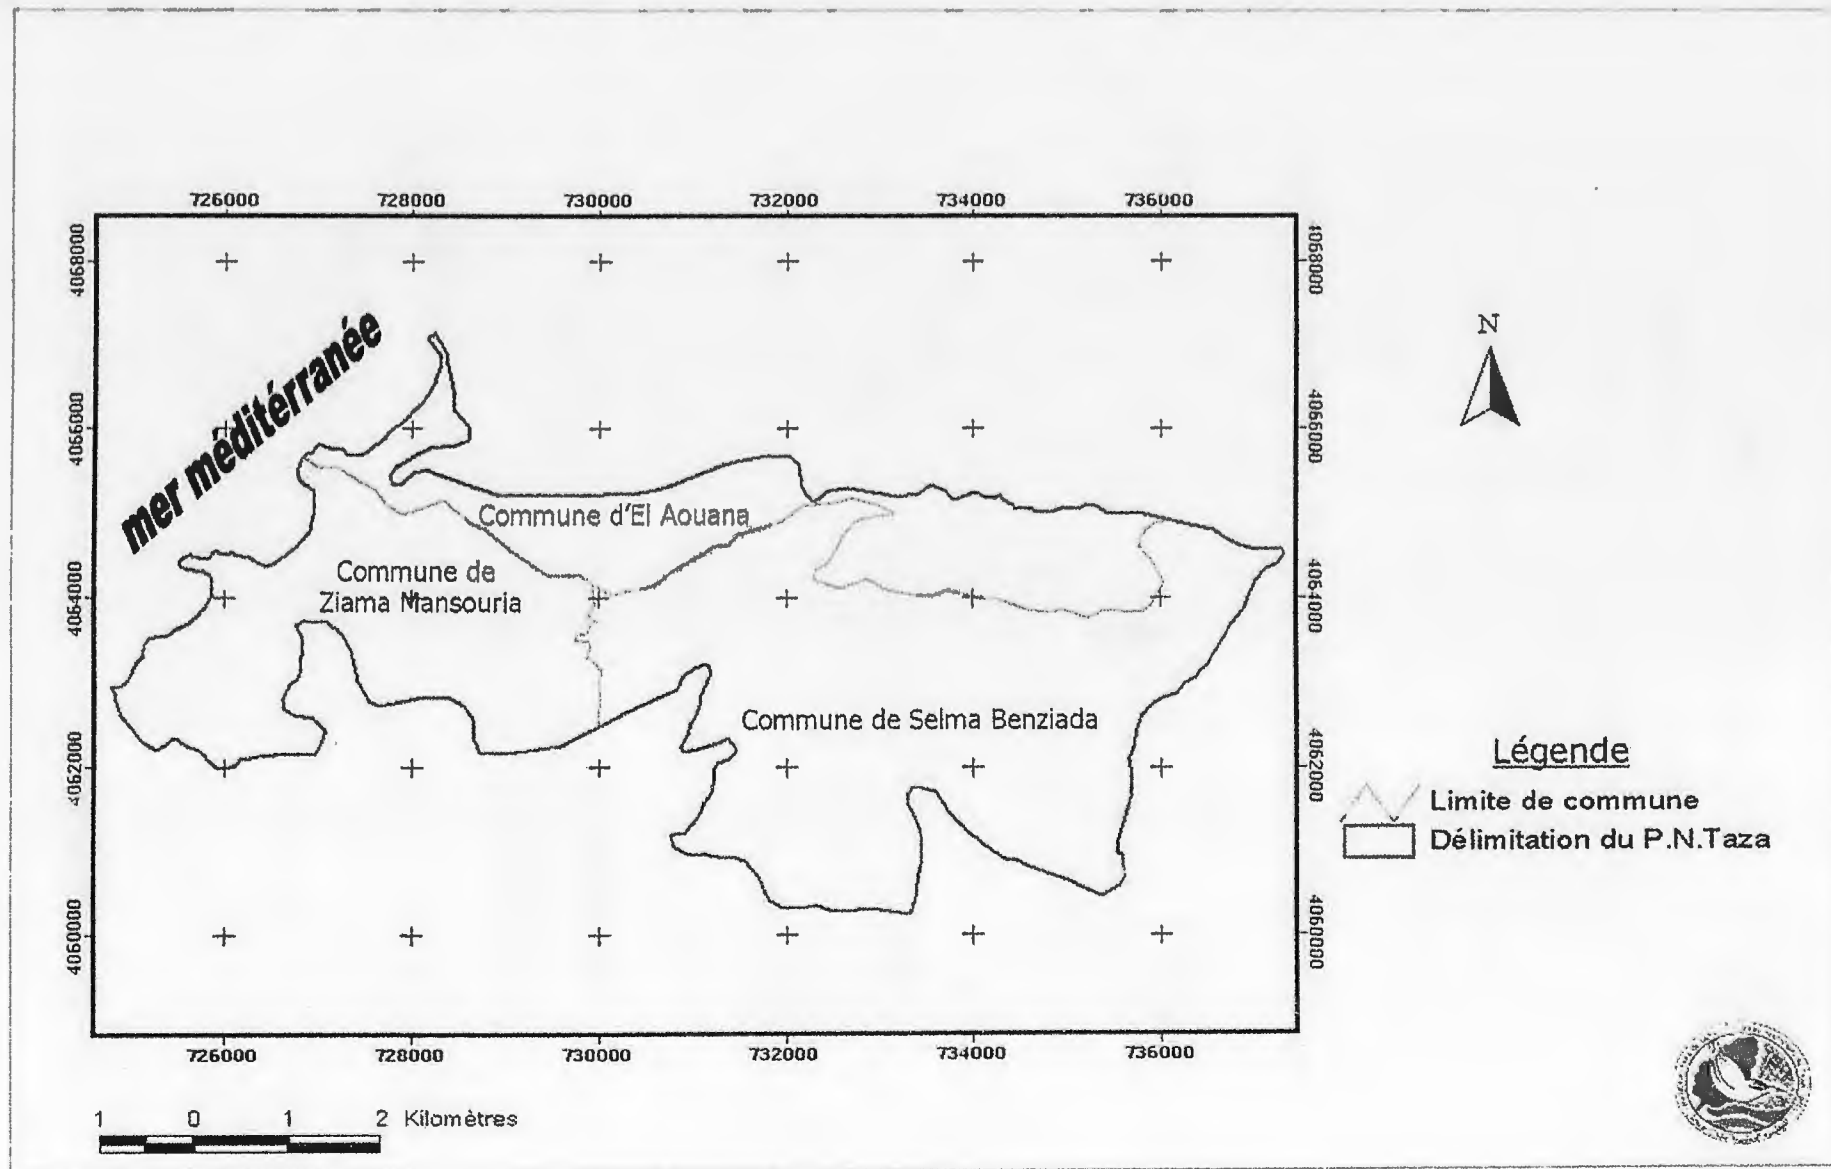 726000 728000 730000 732000 734000 736000
4068000 4068000
mer méditérranée
N
4066000 4066000
Commune d'El Aouana
Commune de
Ziama Mansouria
4064000 4064000
Commune de Selma Benziada
Légende
4062000 4062000
Limite de commune
Délimitation du P.N.Taza
4060000 4060000
726000 728000 730000 732000 734000 736000
1 0 1 2 Kilomètres